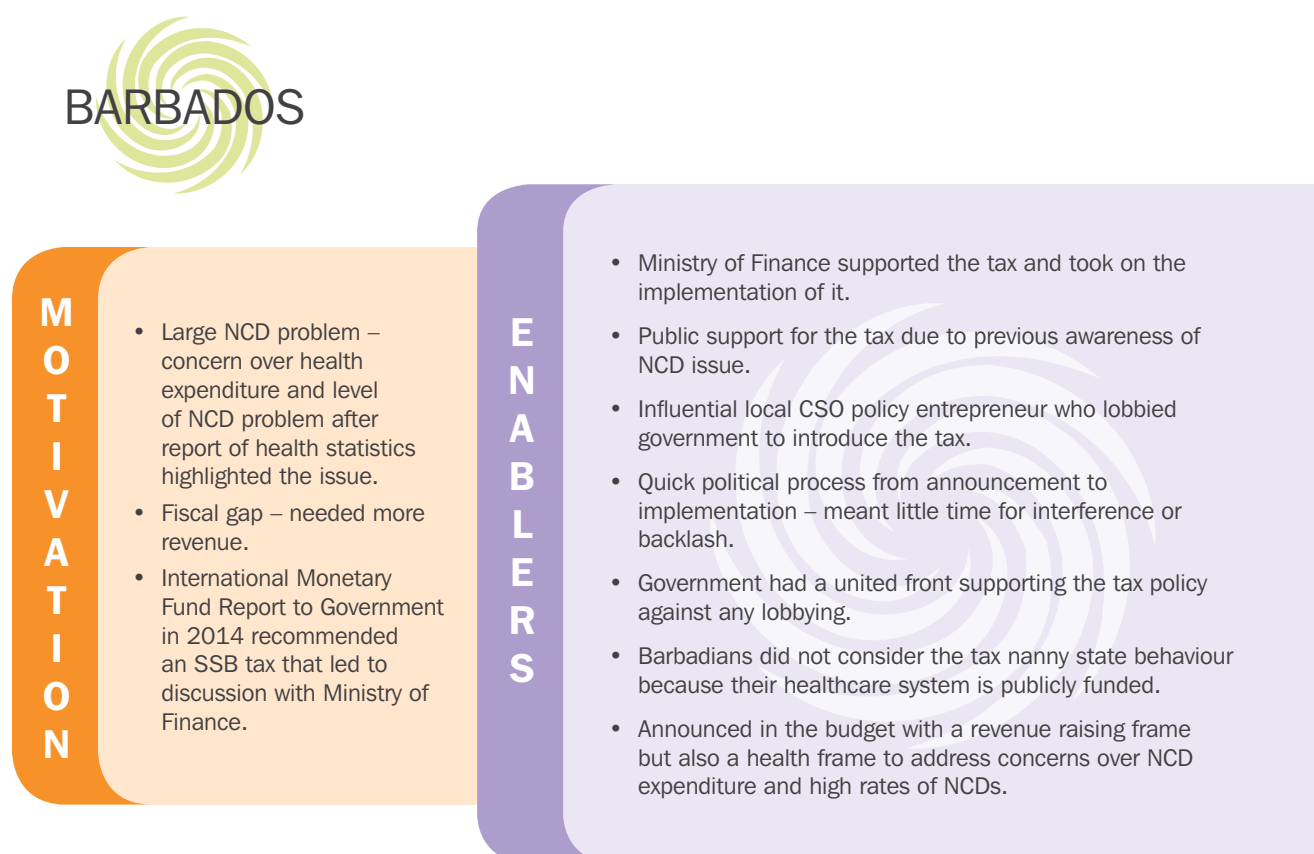 BARBADOS
MOTIVATION
• Large NCD problem –
concern over health
expenditure and level
of NCD problem after
report of health statistics
highlighted the issue.
• Fiscal gap – needed more
revenue.
• International Monetary
Fund Report to Government
in 2014 recommended
an SSB tax that led to
discussion with Ministry of
Finance.
ENABLERS
• Ministry of Finance supported the tax and took on the
implementation of it.
• Public support for the tax due to previous awareness of
NCD issue.
• Influential local CSO policy entrepreneur who lobbied
government to introduce the tax.
• Quick political process from announcement to
implementation – meant little time for interference or
backlash.
• Government had a united front supporting the tax policy
against any lobbying.
• Barbadians did not consider the tax nanny state behaviour
because their healthcare system is publicly funded.
• Announced in the budget with a revenue raising frame
but also a health frame to address concerns over NCD
expenditure and high rates of NCDs.